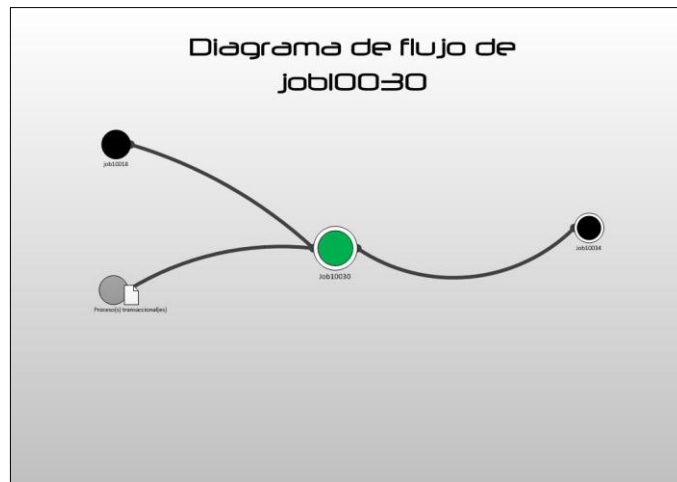 Diagrama de flujo de
job10030
job10018
Job10034
Job10030
Proceso(s) transaccional(es)